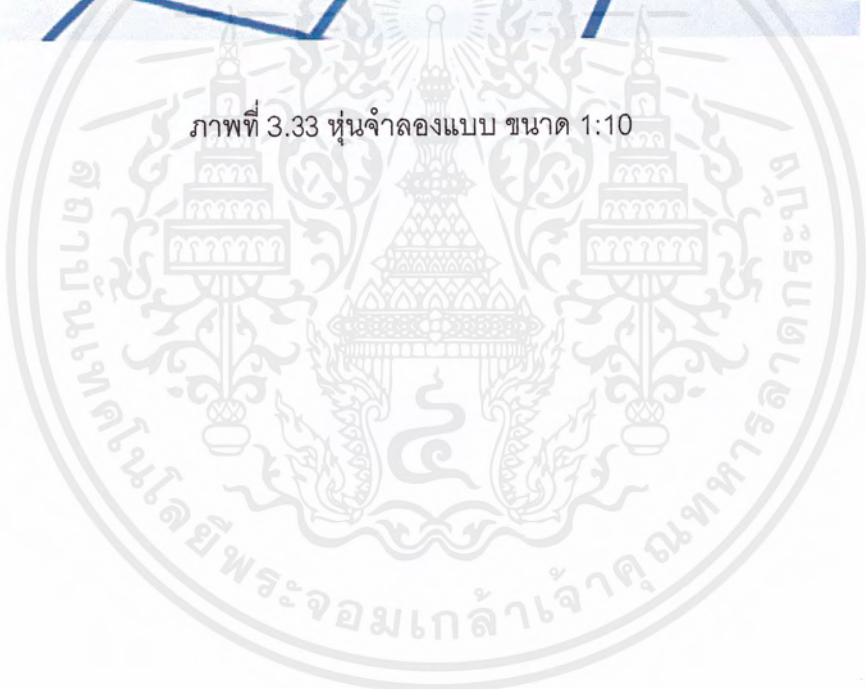 ภาพที่ 3.33 หุ่นจำลองแบบ ขนาด 1:10
สถาบันเทคโนโลยีพระจอมเกล้าเจ้าคุณทหารลาดกระบัง